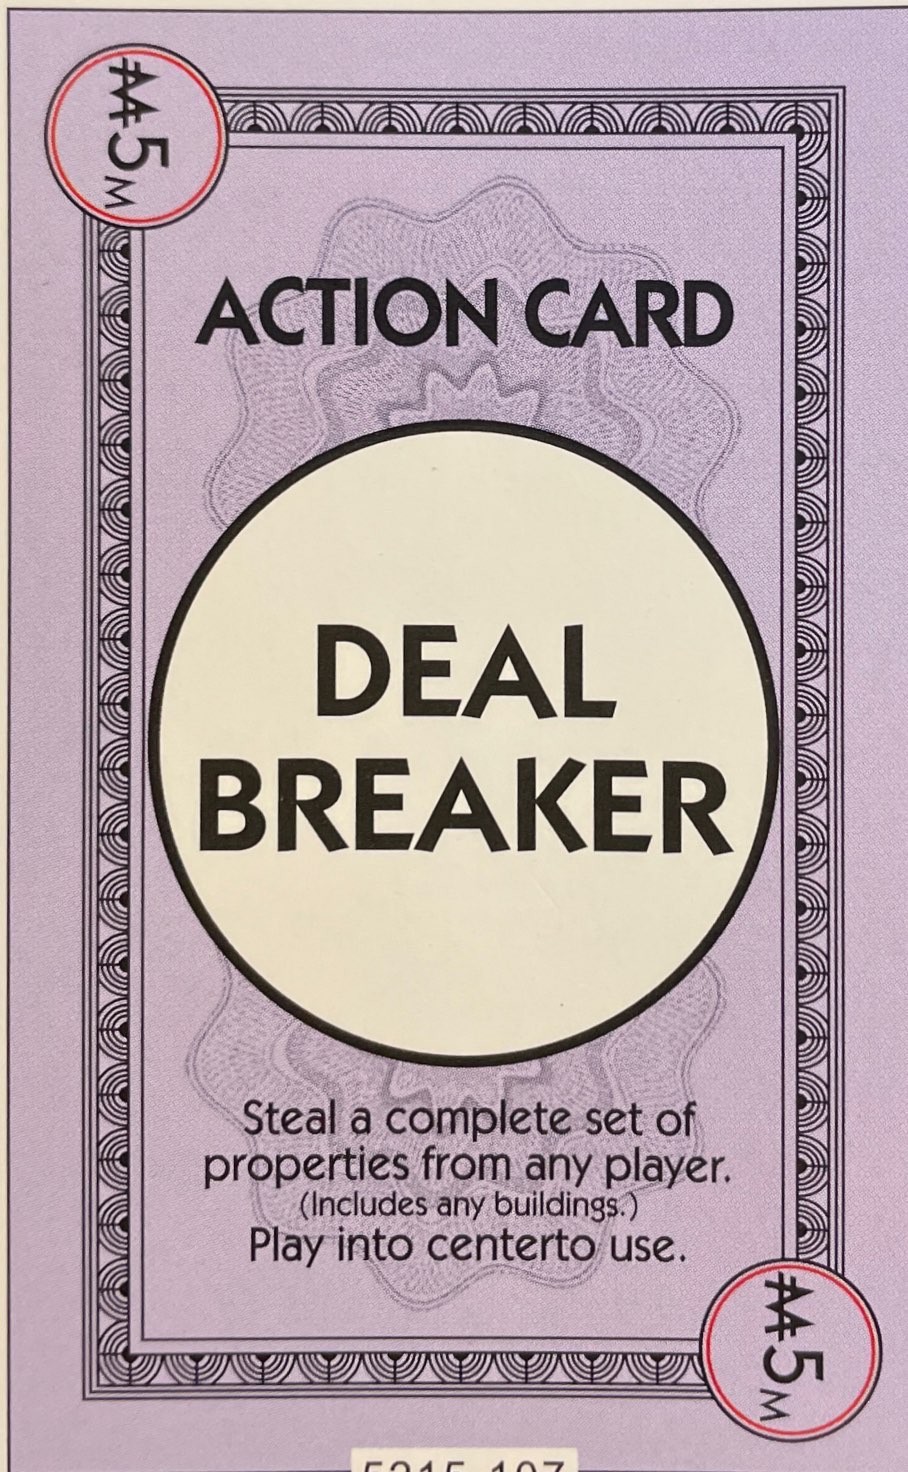 ₩5M
ACTION CARD
DEAL
BREAKER
Steal a complete set of
properties from any player.
(Includes any buildings.)
Play into centerto use.
₩5M